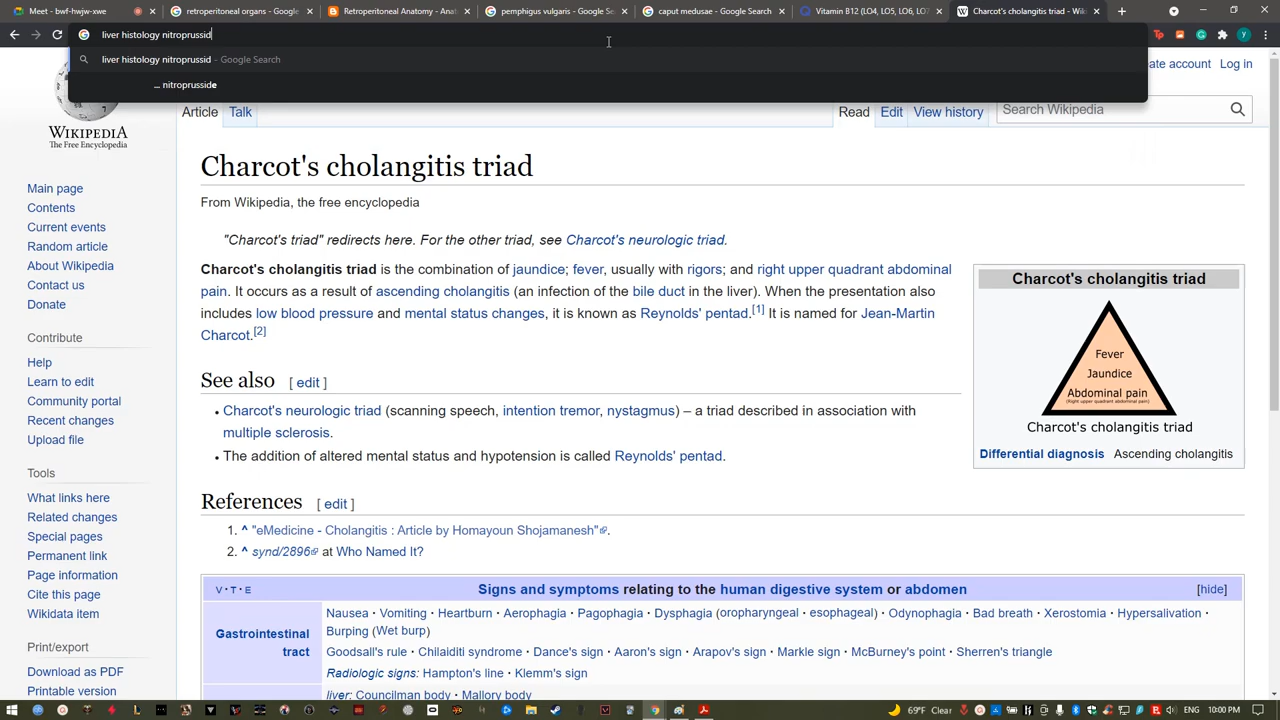 Meet - bwf-hwjw-xwe
retroperitoneal organs - Google
Retroperitoneal Anatomy - Anat
pemphigus vulgaris - Google Se
caput medusae - Google Search
Vitamin B12 (LO4, LO5, LO6, LO7
Charcot's cholangitis triad - Wiki
liver histology nitroprussid
liver histology nitroprussid - Google Search
... nitroprusside
ate account Log in
WIKIPEDIA
The Free Encyclopedia
Article Talk Read Edit View history Search Wikipedia
Main page
Contents
Current events
Random article
About Wikipedia
Contact us
Donate
Contribute
Help
Learn to edit
Community portal
Recent changes
Upload file
Tools
What links here
Related changes
Special pages
Permanent link
Page information
Cite this page
Wikidata item
Print/export
Download as PDF
Printable version
Charcot's cholangitis triad
From Wikipedia, the free encyclopedia
"Charcot's triad" redirects here. For the other triad, see Charcot's neurologic triad.
Charcot's cholangitis triad is the combination of jaundice; fever, usually with rigors; and right upper quadrant abdominal
pain. It occurs as a result of ascending cholangitis (an infection of the bile duct in the liver). When the presentation also
includes low blood pressure and mental status changes, it is known as Reynolds' pentad.[1] It is named for Jean-Martin
Charcot.[2]
Charcot's cholangitis triad
Fever
Jaundice
Abdominal pain
(Right upper quadrant abdominal pain)
Charcot's cholangitis triad
Differential diagnosis Ascending cholangitis
See also [ edit ]
• Charcot's neurologic triad (scanning speech, intention tremor, nystagmus) – a triad described in association with
multiple sclerosis.
• The addition of altered mental status and hypotension is called Reynolds' pentad.
References [ edit ]
1. ^ "eMedicine - Cholangitis : Article by Homayoun Shojamanesh".
2. ^ synd/2896 at Who Named It?
V · T · E Signs and symptoms relating to the human digestive system or abdomen [hide]
Gastrointestinal
tract
Nausea · Vomiting · Heartburn · Aerophagia · Pagophagia · Dysphagia (oropharyngeal · esophageal) · Odynophagia · Bad breath · Xerostomia · Hypersalivation ·
Burping (Wet burp)
Goodsall's rule · Chilaiditi syndrome · Dance's sign · Aaron's sign · Arapov's sign · Markle sign · McBurney's point · Sherren's triangle
Radiologic signs: Hampton's line · Klemm's sign
liver: Councilman body · Mallory body
69°F Clear
10:00 PM